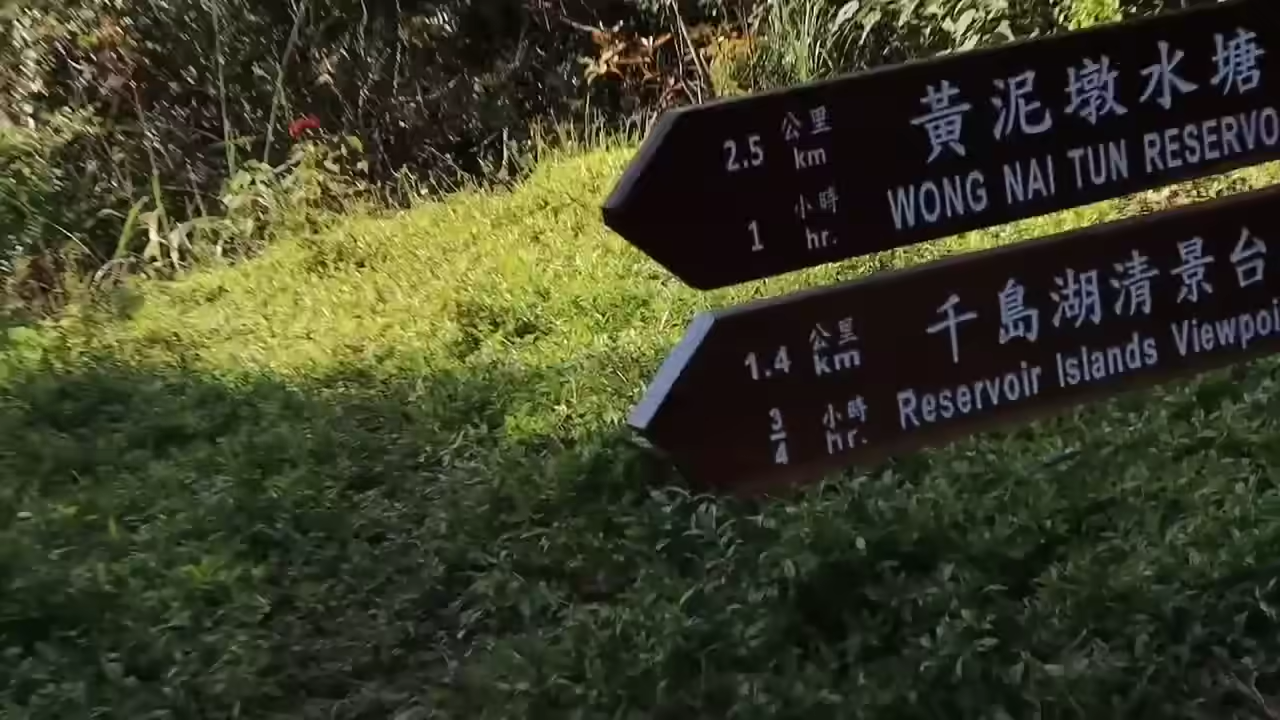 2.5 公里 黃泥墩水塘
km
1 小時 WONG NAI TUN RESERVO
hr.
1.4 公里 千島湖清景台
km
3/4 小時 Reservoir Islands Viewpoi
hr.